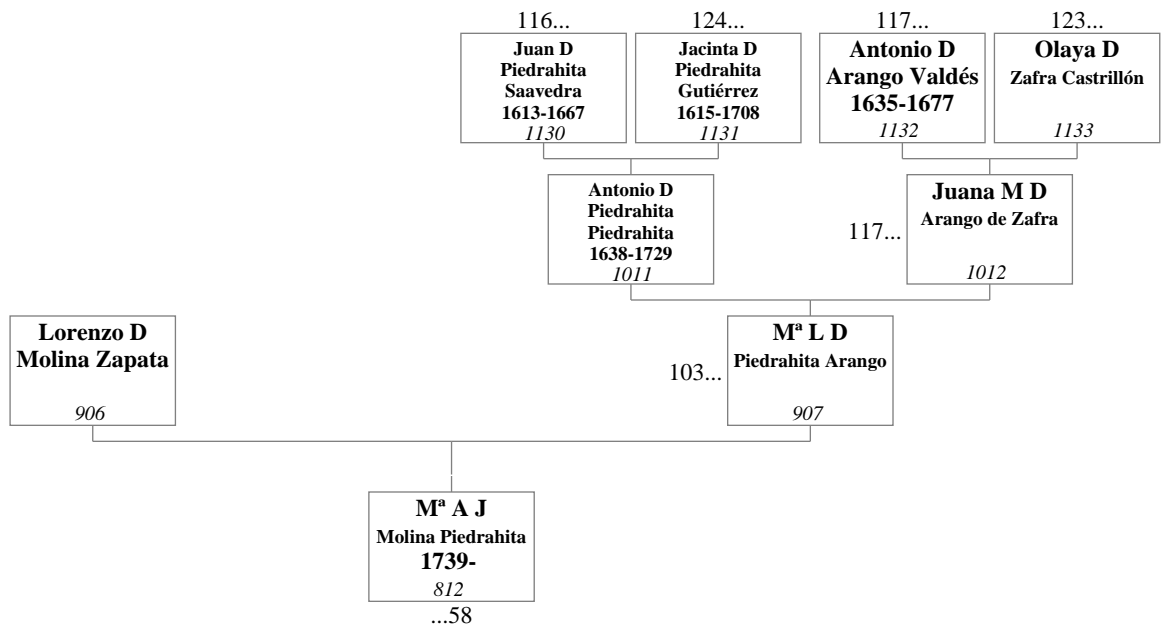 116...
124...
117...
123...
Juan D
Piedrahita
Saavedra
1613-1667
1130
Jacinta D
Piedrahita
Gutiérrez
1615-1708
1131
Antonio D
Arango Valdés
1635-1677
1132
Olaya D
Zafra Castrillón
1133
Antonio D
Piedrahita
Piedrahita
1638-1729
1011
117...
Juana M D
Arango de Zafra
1012
Lorenzo D
Molina Zapata
906
103...
Mª L D
Piedrahita Arango
907
Mª A J
Molina Piedrahita
1739-
812
...58